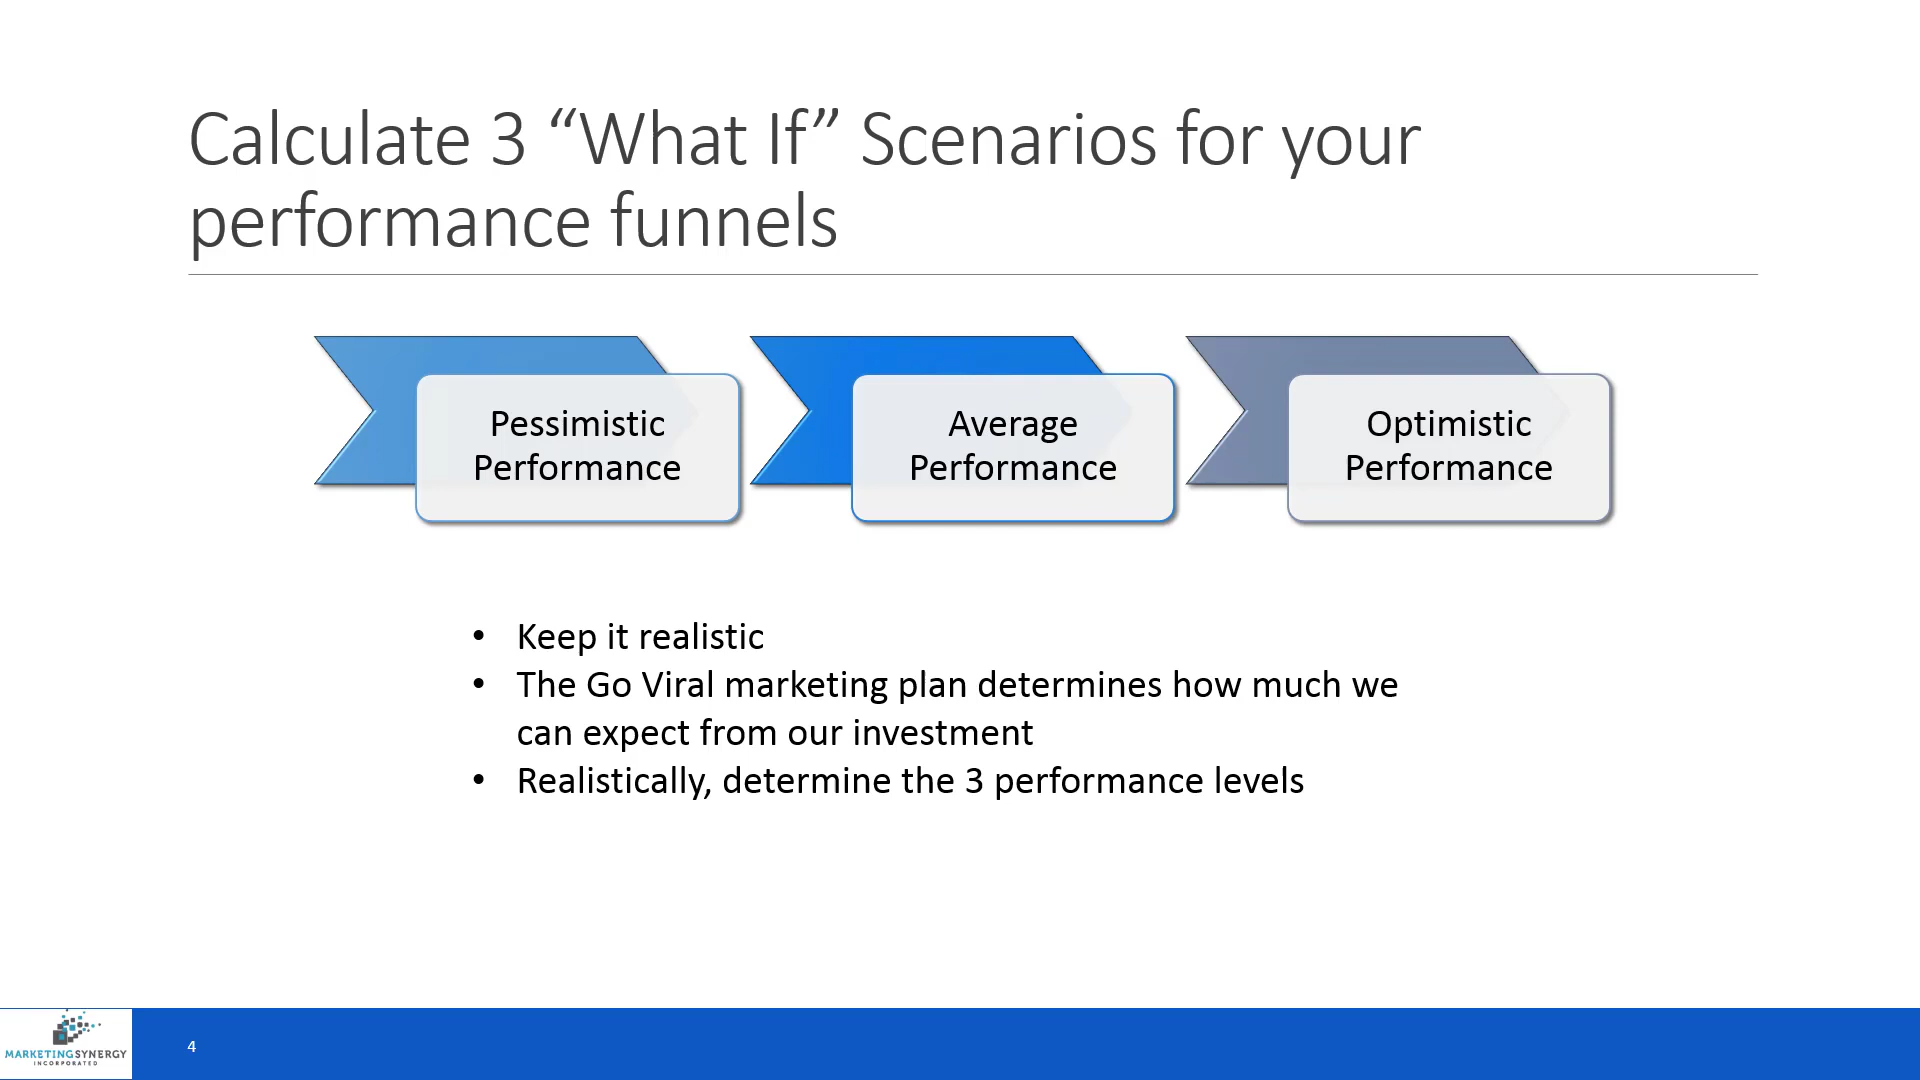 Calculate 3 “What If” Scenarios for your
performance funnels
Pessimistic
Performance
Average
Performance
Optimistic
Performance
• Keep it realistic
• The Go Viral marketing plan determines how much we
can expect from our investment
• Realistically, determine the 3 performance levels
MARKETINGSYNERGY
INCORPORATED
4